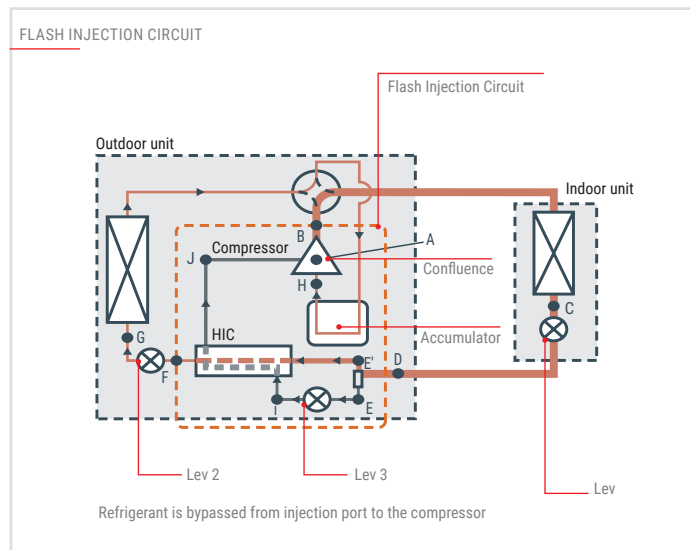 FLASH INJECTION CIRCUIT
Flash Injection Circuit
Outdoor unit
Indoor unit
B
A
Compressor
J
Confluence
H
C
Accumulator
G
HIC
E'
D
F
I
E
Lev 2
Lev 3
Lev
Refrigerant is bypassed from injection port to the compressor